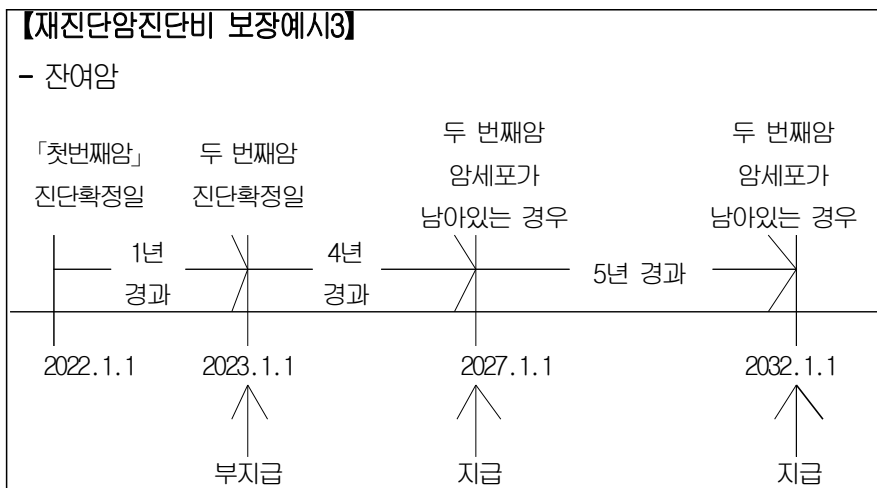 【재진단암진단비 보장예시3】
- 잔여암
두 번째암 두 번째암
「첫번째암」 두 번째암 암세포가 암세포가
진단확정일 진단확정일 남아있는 경우 남아있는 경우
1년 4년
경과 경과 5년 경과
2022.1.1 2023.1.1 2027.1.1 2032.1.1
부지급 지급 지급